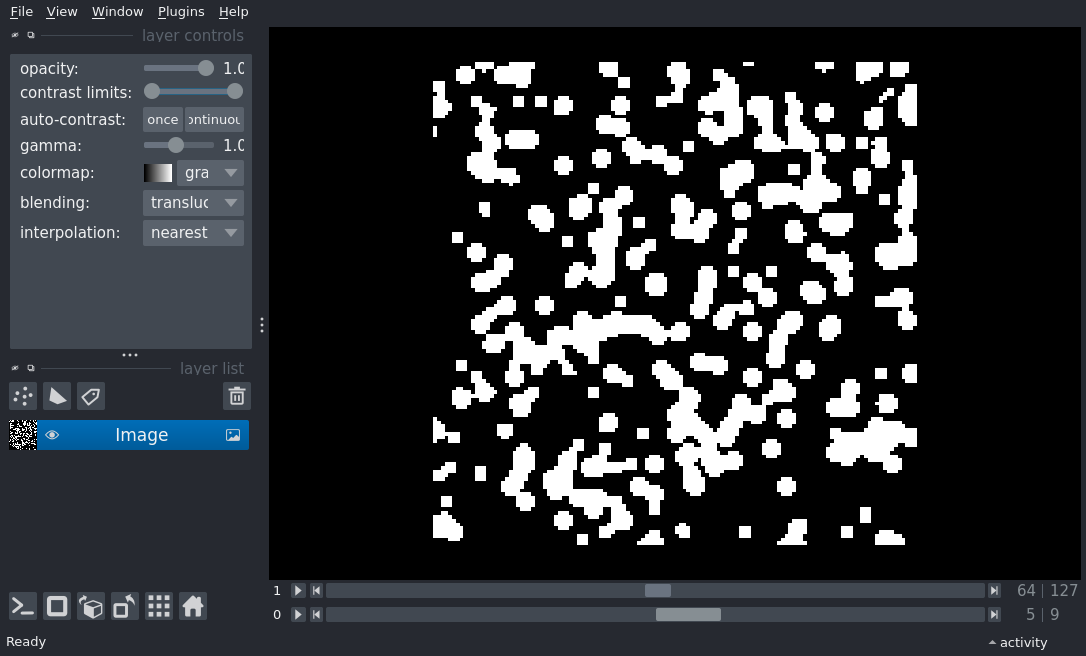 File View Window Plugins Help
layer controls
opacity: 1.0
contrast limits:
auto-contrast: once ontinuou
gamma: 1.0
colormap: gra
blending: transluc
interpolation: nearest
layer list
Image
1 64 | 127
0 5 | 9
Ready activity